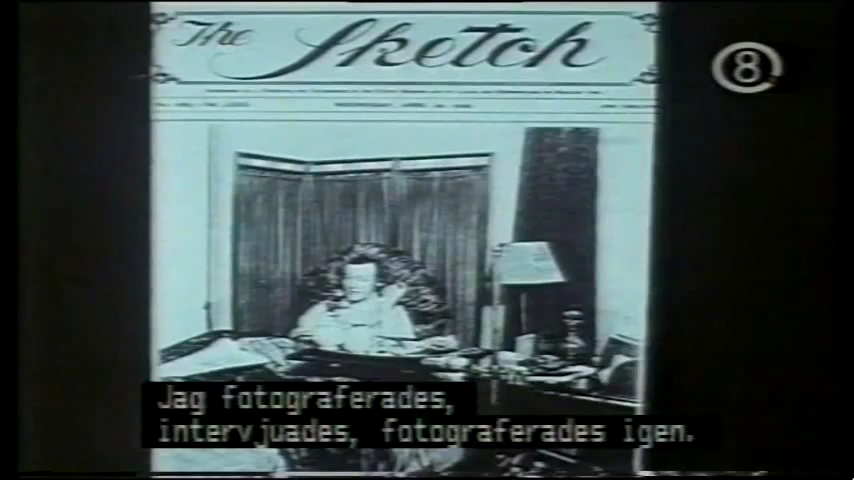 The Sketch
8
Jag fotograferades,
intervjuades, fotograferades igen.